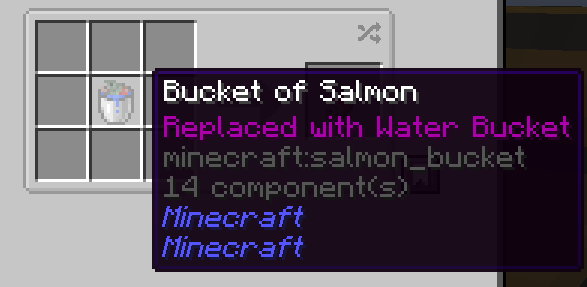 Bucket of Salmon
Replaced with Water Bucket
minecraft:salmon_bucket
14 component(s)
Minecraft
Minecraft